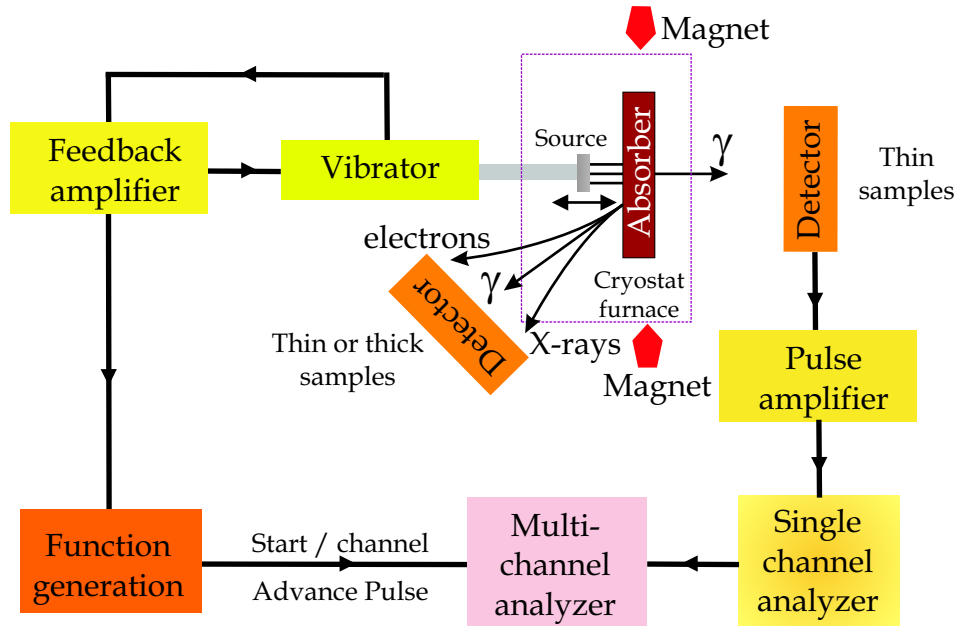 Magnet
Feedback
amplifier
Vibrator
Source
Absorber
γ
Detector
Thin
samples
electrons
γ
Detector
X-rays
Cryostat
furnace
Thin or thick
samples
Magnet
Pulse
amplifier
Function
generation
Start / channel
Advance Pulse
Multi-
channel
analyzer
Single
channel
analyzer